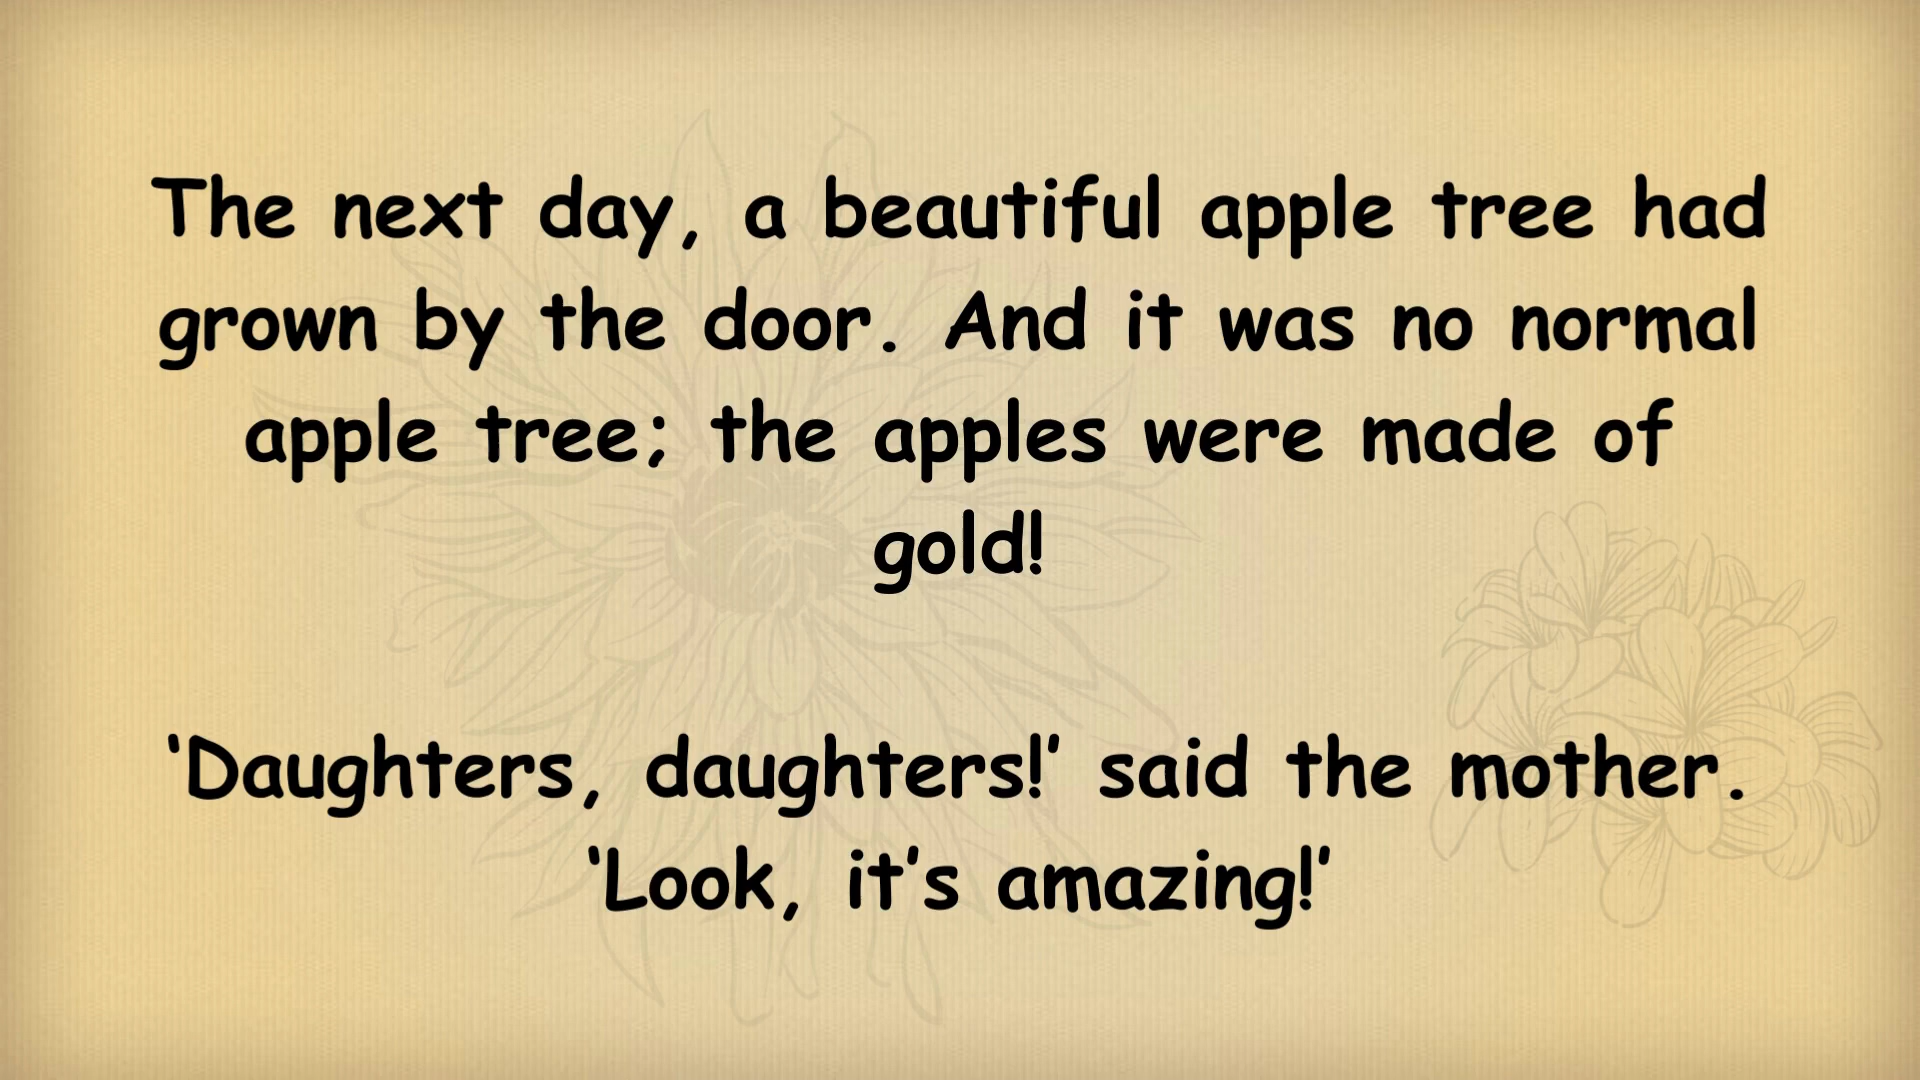 The next day, a beautiful apple tree had
grown by the door. And it was no normal
apple tree; the apples were made of
gold!
‘Daughters, daughters!’ said the mother.
‘Look, it’s amazing!’